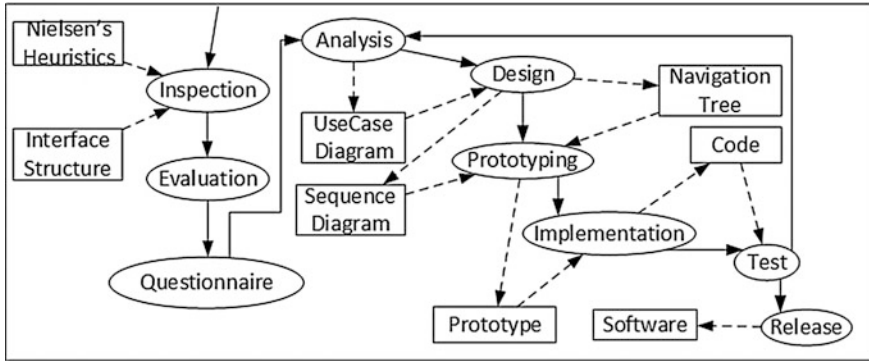 Nielsen's
Heuristics
Inspection
Interface
Structure
Evaluation
Questionnaire
Analysis
Design
Navigation
Tree
UseCase
Diagram
Prototyping
Code
Sequence
Diagram
Implementation
Test
Prototype
Software
Release